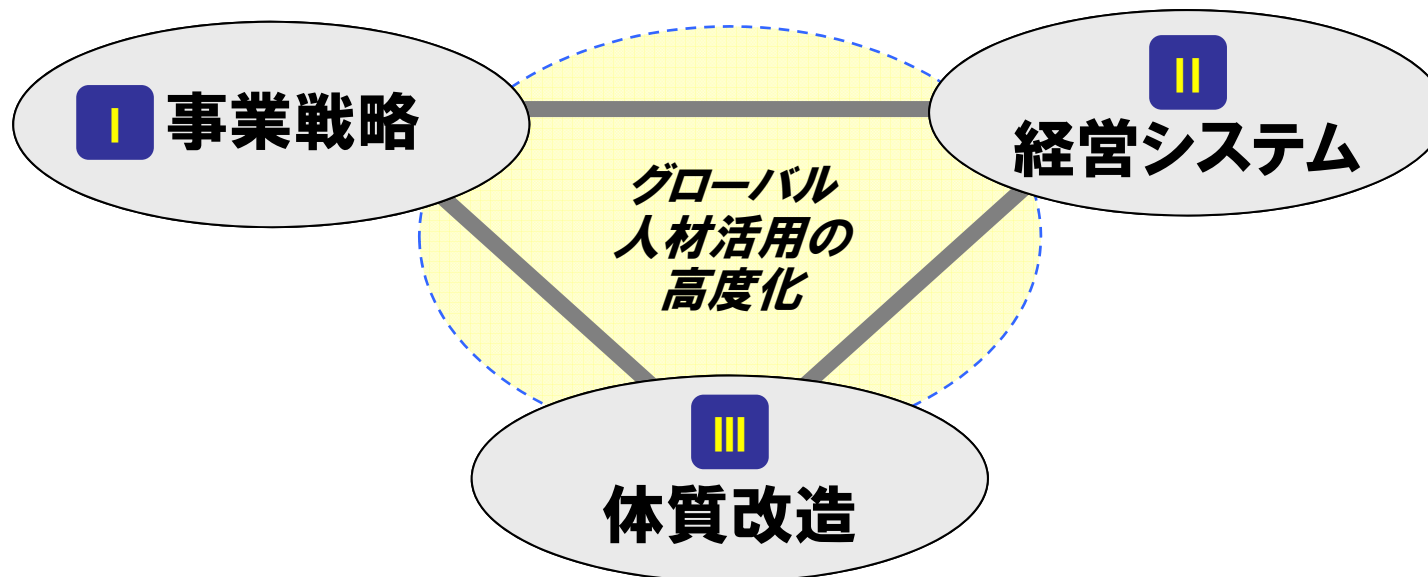 I 事業戦略
II
経営システム
グローバル
人材活用の
高度化
III
体質改造